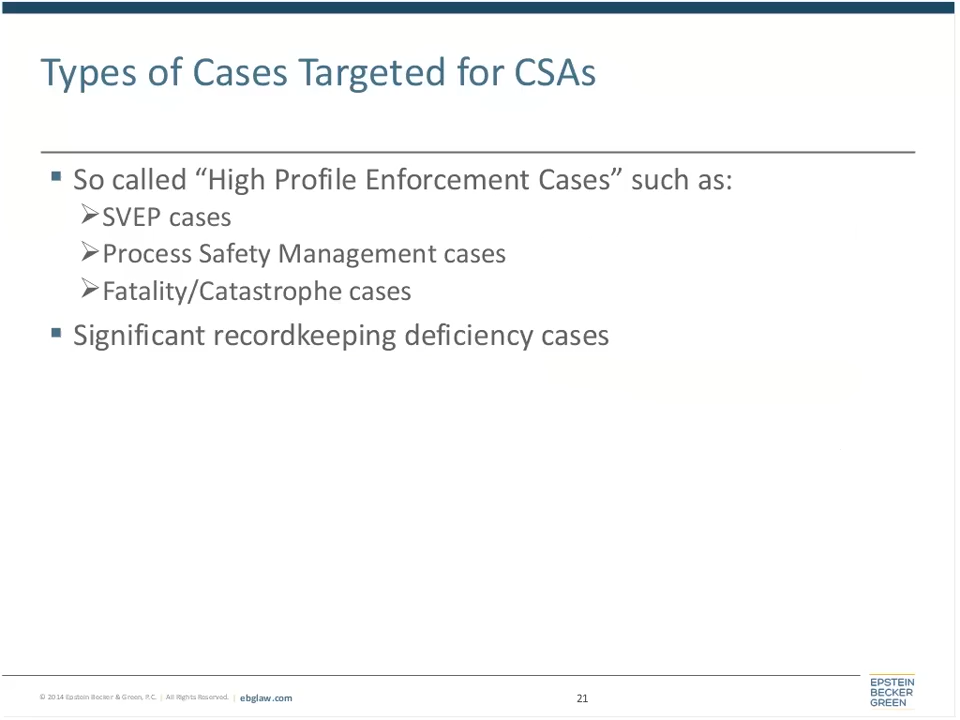 Types of Cases Targeted for CSAs
▪ So called “High Profile Enforcement Cases” such as:
➢SVEP cases
➢Process Safety Management cases
➢Fatality/Catastrophe cases
▪ Significant recordkeeping deficiency cases
© 2014 Epstein Becker & Green, P.C. | All Rights Reserved. | ebglaw.com
21
EPSTEIN
BECKER
GREEN